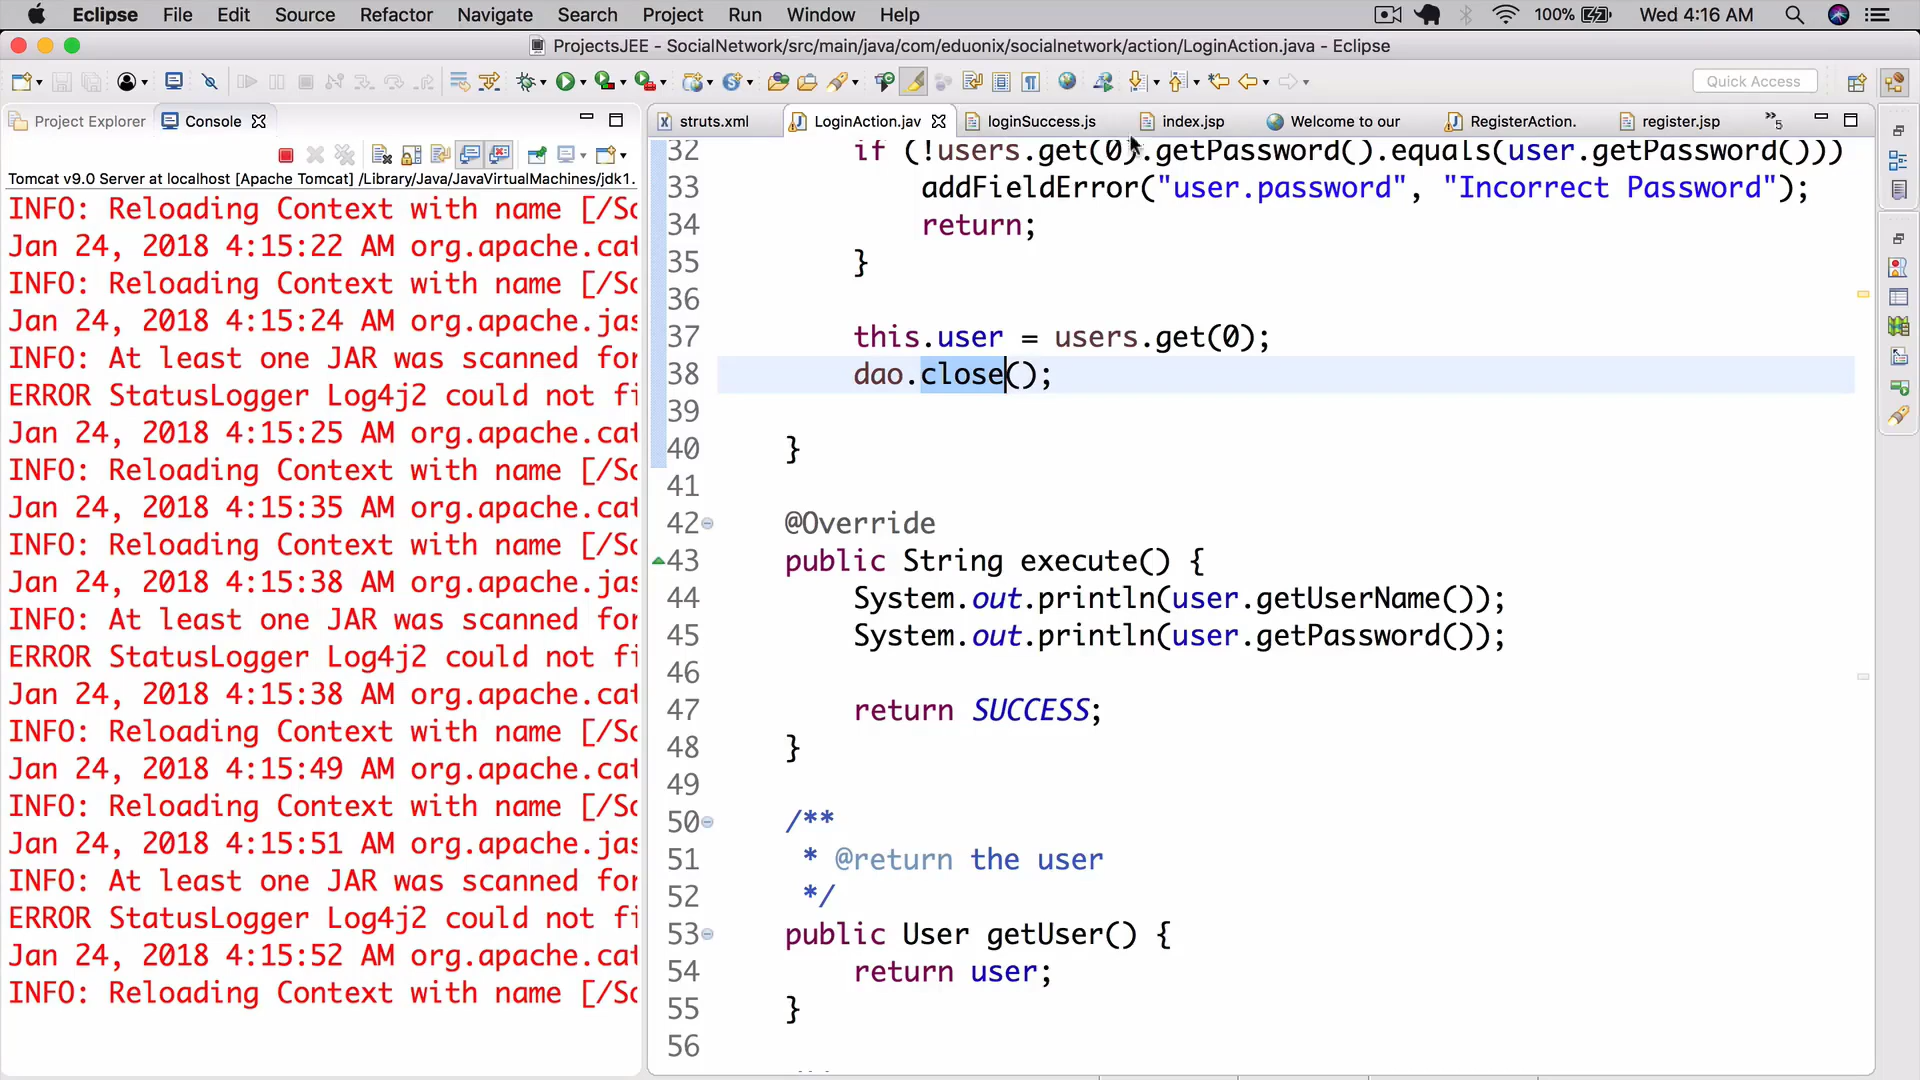 Eclipse File Edit Source Refactor Navigate Search Project Run Window Help 100% Wed 4:16 AM
ProjectsJEE - SocialNetwork/src/main/java/com/eduonix/socialnetwork/action/LoginAction.java - Eclipse
Quick Access
Project Explorer Console
struts.xml LoginAction.jav loginSuccess.js index.jsp Welcome to our RegisterAction. register.jsp »5
Tomcat v9.0 Server at localhost [Apache Tomcat] /Library/Java/JavaVirtualMachines/jdk1.
INFO: Reloading Context with name [/So
Jan 24, 2018 4:15:22 AM org.apache.cat
INFO: Reloading Context with name [/So
Jan 24, 2018 4:15:24 AM org.apache.jas
INFO: At least one JAR was scanned for
ERROR StatusLogger Log4j2 could not fi
Jan 24, 2018 4:15:25 AM org.apache.cat
INFO: Reloading Context with name [/So
Jan 24, 2018 4:15:35 AM org.apache.cat
INFO: Reloading Context with name [/So
Jan 24, 2018 4:15:38 AM org.apache.jas
INFO: At least one JAR was scanned for
ERROR StatusLogger Log4j2 could not fi
Jan 24, 2018 4:15:38 AM org.apache.cat
INFO: Reloading Context with name [/So
Jan 24, 2018 4:15:49 AM org.apache.cat
INFO: Reloading Context with name [/So
Jan 24, 2018 4:15:51 AM org.apache.jas
INFO: At least one JAR was scanned for
ERROR StatusLogger Log4j2 could not fi
Jan 24, 2018 4:15:52 AM org.apache.cat
INFO: Reloading Context with name [/So
32 if (!users.get(0).getPassword().equals(user.getPassword()))
33 addFieldError("user.password", "Incorrect Password");
34 return;
35 }
36
37 this.user = users.get(0);
38 dao.close();
39
40 }
41
42 @Override
43 public String execute() {
44 System.out.println(user.getUserName());
45 System.out.println(user.getPassword());
46
47 return SUCCESS;
48 }
49
50 /**
51 * @return the user
52 */
53 public User getUser() {
54 return user;
55 }
56